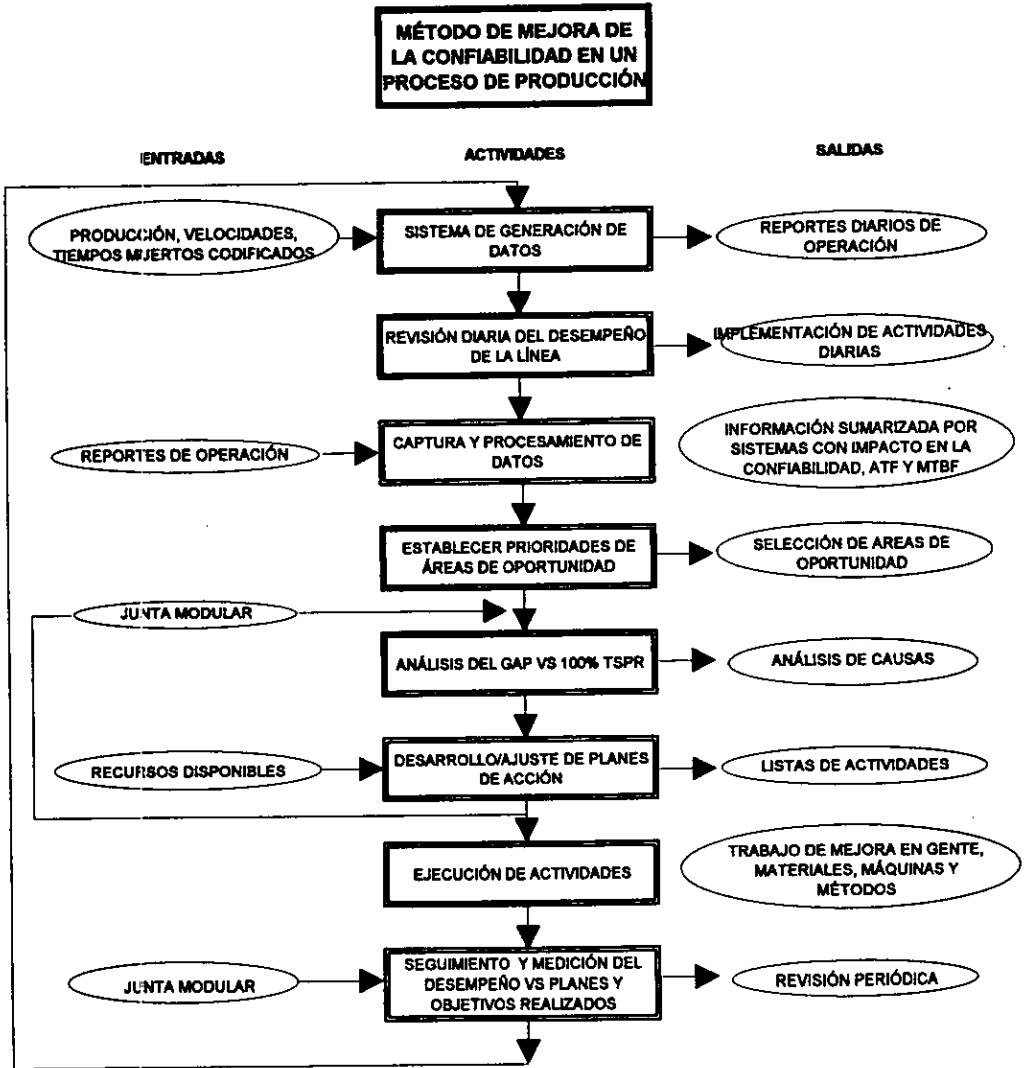 MÉTODO DE MEJORA DE
LA CONFIABILIDAD EN UN
PROCESO DE PRODUCCIÓN
ENTRADAS
ACTIVIDADES
SALIDAS
PRODUCCIÓN, VELOCIDADES,
TIEMPOS MUERTOS CODIFICADOS
SISTEMA DE GENERACIÓN DE
DATOS
REPORTES DIARIOS DE
OPERACIÓN
REVISIÓN DIARIA DEL DESEMPEÑO
DE LA LÍNEA
IMPLEMENTACIÓN DE ACTIVIDADES
DIARIAS
REPORTES DE OPERACIÓN
CAPTURA Y PROCESAMIENTO DE
DATOS
INFORMACIÓN SUMARIZADA POR
SISTEMAS CON IMPACTO EN LA
CONFIABILIDAD, ATF Y MTBF
ESTABLECER PRIORIDADES DE
ÁREAS DE OPORTUNIDAD
SELECCIÓN DE AREAS DE
OPORTUNIDAD
JUNTA MODULAR
ANÁLISIS DEL GAP VS 100% TSPR
ANÁLISIS DE CAUSAS
RECURSOS DISPONIBLES
DESARROLLO/AJUSTE DE PLANES
DE ACCIÓN
LISTAS DE ACTIVIDADES
EJECUCIÓN DE ACTIVIDADES
TRABAJO DE MEJORA EN GENTE,
MATERIALES, MÁQUINAS Y
MÉTODOS
JUNTA MODULAR
SEGUIMIENTO Y MEDICIÓN DEL
DESEMPEÑO VS PLANES Y
OBJETIVOS REALIZADOS
REVISIÓN PERIÓDICA